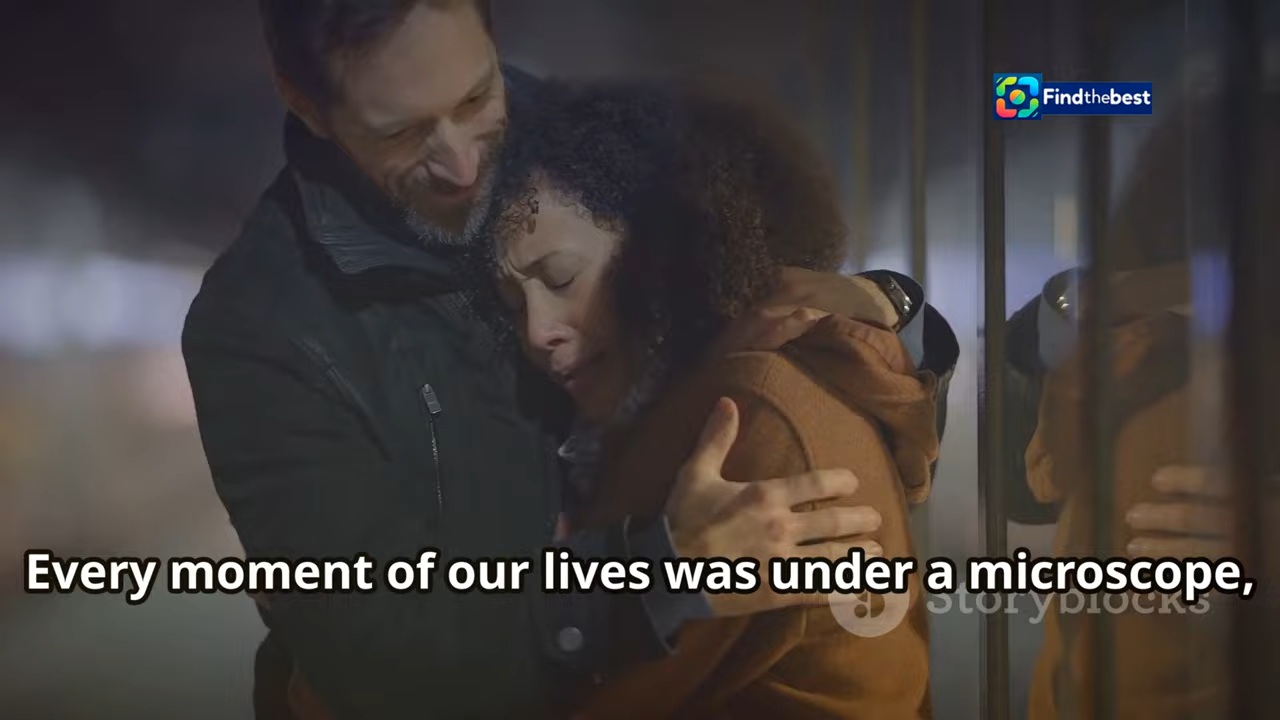 Findthebest
Every moment of our lives was under a microscope,
Storyblocks